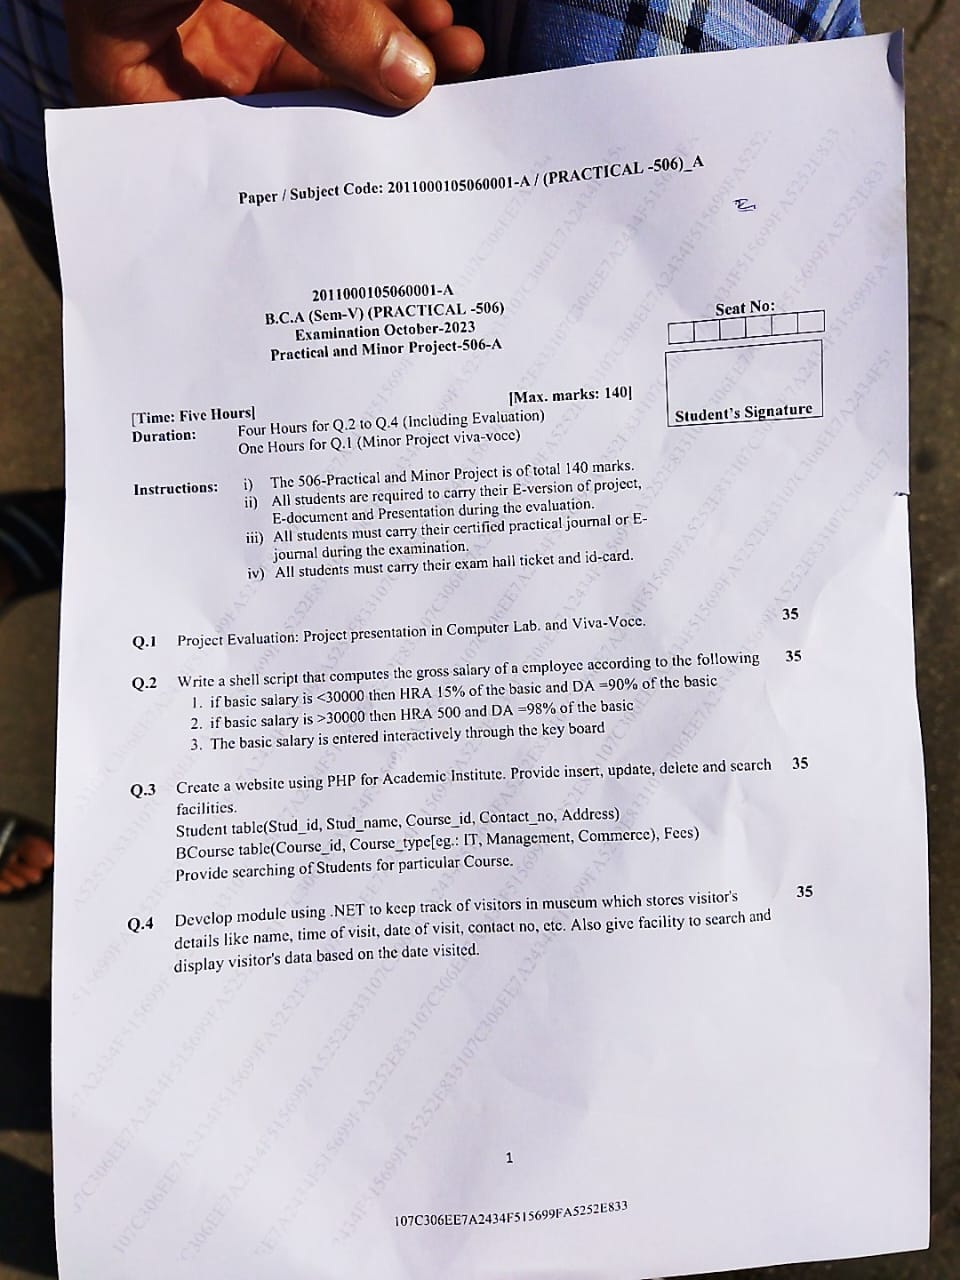 Paper / Subject Code: 2011000105060001-A / (PRACTICAL -506)_A
2011000105060001-A
B.C.A (Sem-V) (PRACTICAL -506)
Examination October-2023
Practical and Minor Project-506-A
Seat No:
Student's Signature
[Max. marks: 140]
[Time: Five Hours]
Duration: Four Hours for Q.2 to Q.4 (Including Evaluation)
One Hours for Q.1 (Minor Project viva-voce)
Instructions: i) The 506-Practical and Minor Project is of total 140 marks.
ii) All students are required to carry their E-version of project,
E-document and Presentation during the evaluation.
iii) All students must carry their certified practical journal or E-
journal during the examination.
iv) All students must carry their exam hall ticket and id-card.
Q.1 Project Evaluation: Project presentation in Computer Lab. and Viva-Voce. 35
Q.2 Write a shell script that computes the gross salary of a employee according to the following 35
1. if basic salary is <30000 then HRA 15% of the basic and DA =90% of the basic
2. if basic salary is >30000 then HRA 500 and DA =98% of the basic
3. The basic salary is entered interactively through the key board
Q.3 Create a website using PHP for Academic Institute. Provide insert, update, delete and search 35
facilities.
Student table(Stud_id, Stud_name, Course_id, Contact_no, Address)
BCourse table(Course_id, Course_type[eg.: IT, Management, Commerce), Fees)
Provide searching of Students for particular Course.
Q.4 Develop module using .NET to keep track of visitors in museum which stores visitor's 35
details like name, time of visit, date of visit, contact no, etc. Also give facility to search and
display visitor's data based on the date visited.
1
107C306EE7A2434F515699FA5252E833